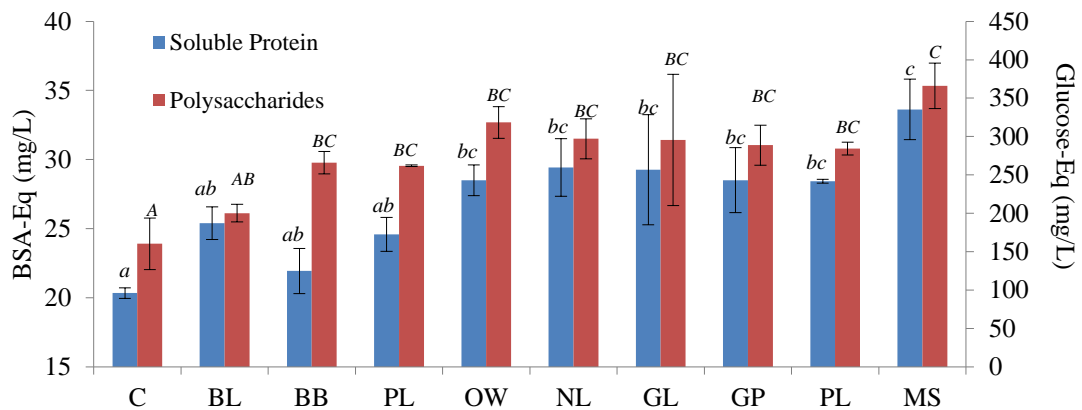 Soluble Protein
Polysaccharides
BSA-Eq (mg/L)
40
35
30
25
20
15
a
A
ab
AB
ab
BC
ab
BC
bc
BC
bc
BC
bc
BC
bc
BC
bc
BC
c
C
450
400
350
300
250
200
150
100
50
0
Glucose-Eq (mg/L)
C BL BB PL OW NL GL GP PL MS